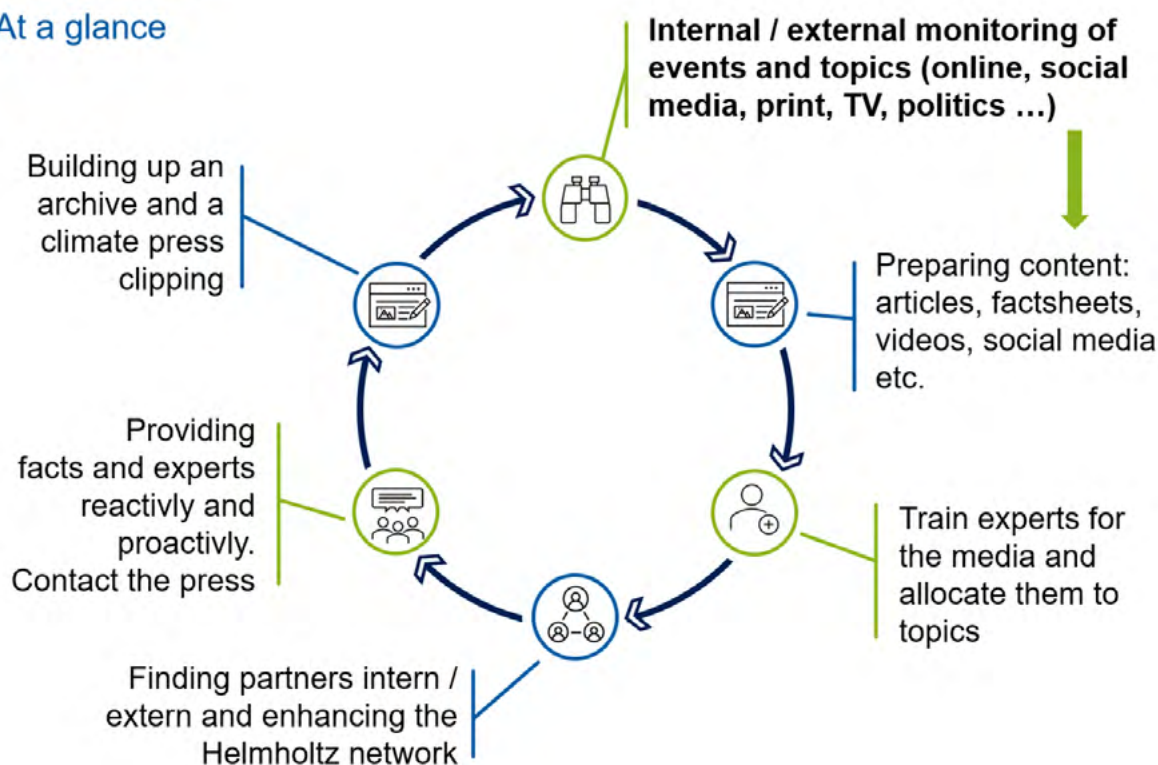 At a glance
Internal / external monitoring of
events and topics (online, social
media, print, TV, politics ...)
Preparing content:
articles, factsheets,
videos, social media
etc.
Train experts for
the media and
allocate them to
topics
Finding partners intern /
extern and enhancing the
Helmholtz network
Providing
facts and experts
reactivly and
proactivly.
Contact the press
Building up an
archive and a
climate press
clipping